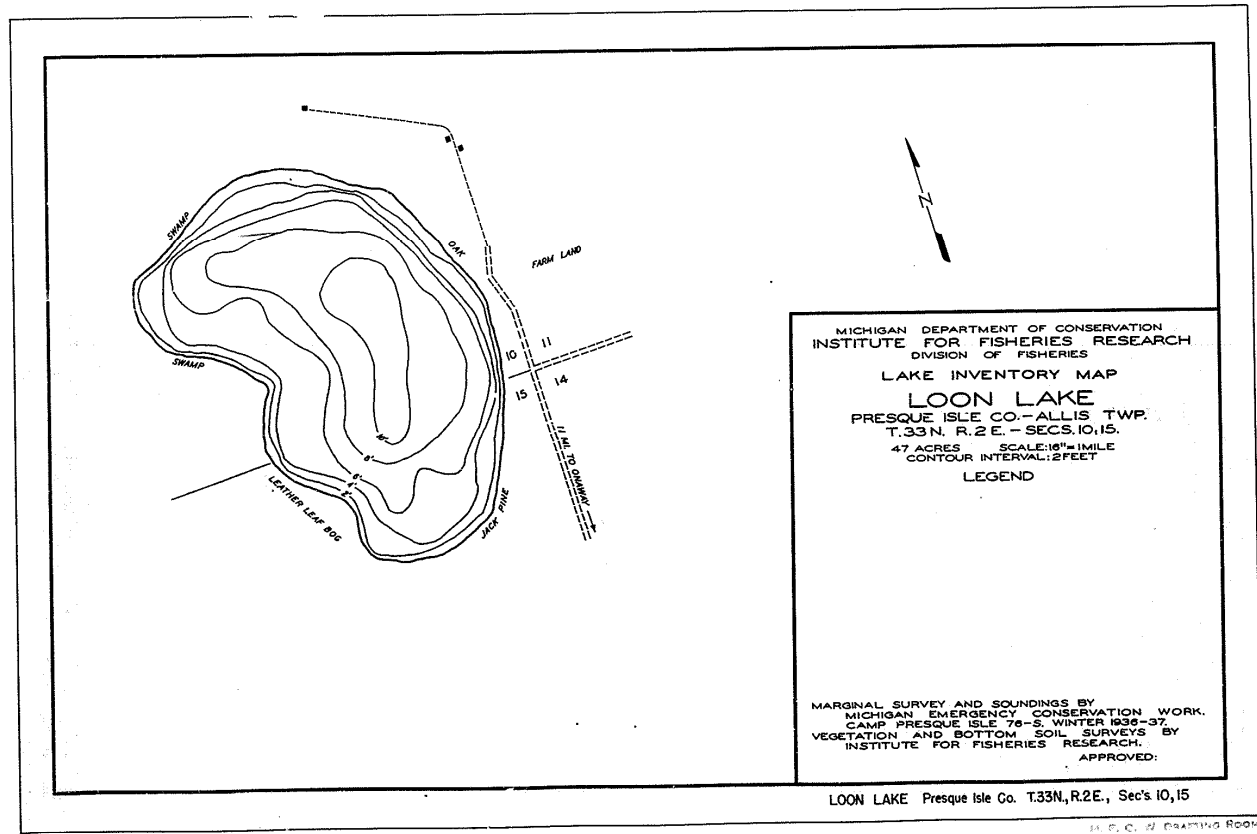 SWAMP
OAK
FARM LAND
N
10 11
15 14
SWAMP
10'
8'
6'
4'
2'
11 MI. TO ONAWAY
LEATHER LEAF BOG
JACK PINE
MICHIGAN DEPARTMENT OF CONSERVATION
INSTITUTE FOR FISHERIES RESEARCH
DIVISION OF FISHERIES
LAKE INVENTORY MAP
LOON LAKE
PRESQUE ISLE CO.-ALLIS TWP.
T.33N. R.2E.-SECS.10,15.
47 ACRES SCALE:16"=1MILE
CONTOUR INTERVAL:2FEET
LEGEND
MARGINAL SURVEY AND SOUNDINGS BY
MICHIGAN EMERGENCY CONSERVATION WORK.
CAMP PRESQUE ISLE 76-S. WINTER 1936-37.
VEGETATION AND BOTTOM SOIL SURVEYS BY
INSTITUTE FOR FISHERIES RESEARCH.
APPROVED:
LOON LAKE Presque Isle Co. T.33N.,R.2E., Sec's. 10,15
DRAFTING ROOM